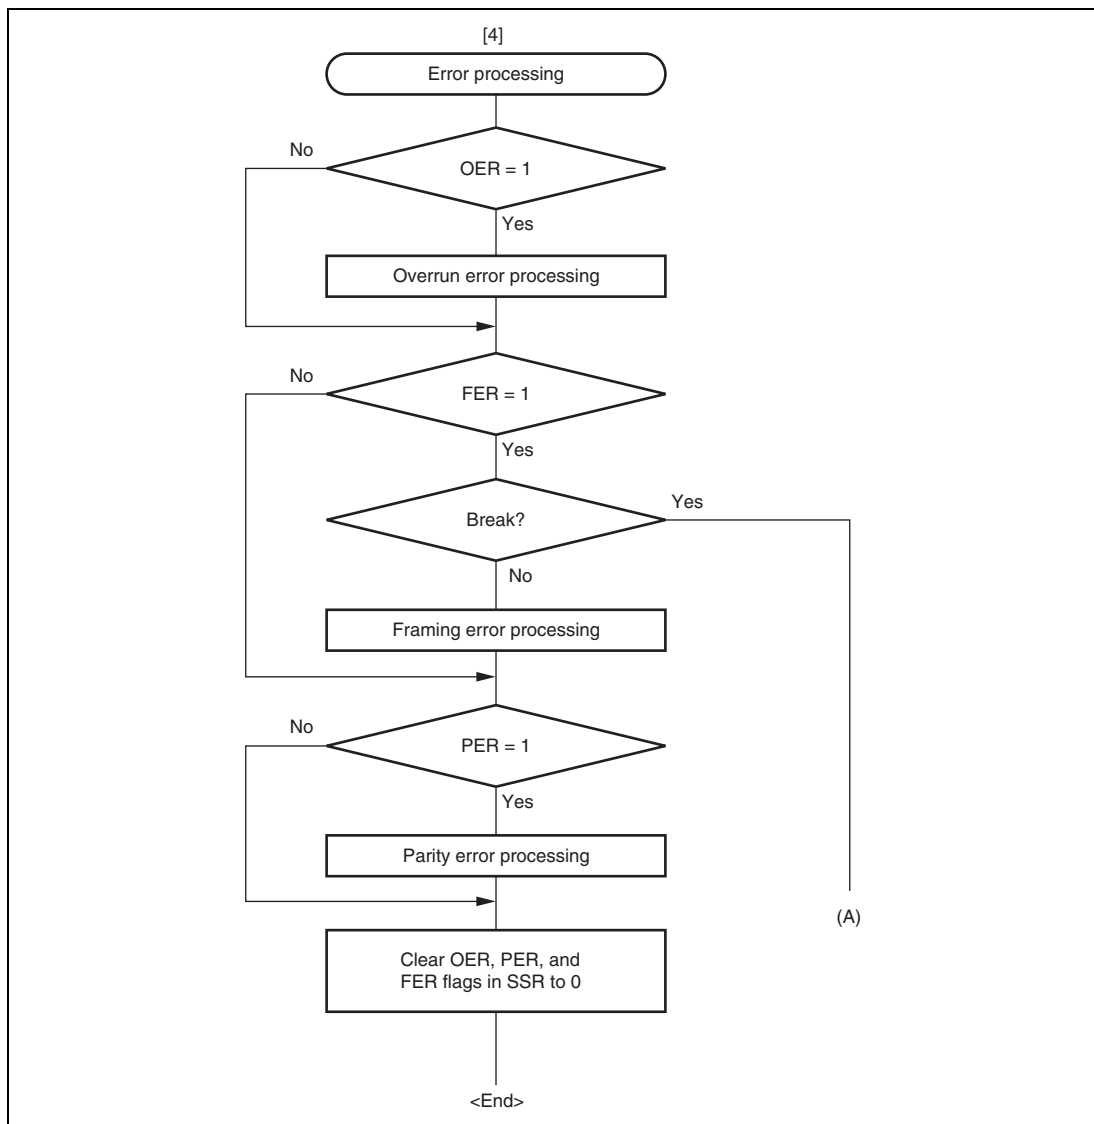 [4]
Error processing
No
OER = 1
Yes
Overrun error processing
No
FER = 1
Yes
Break?
Yes
No
Framing error processing
No
PER = 1
Yes
Parity error processing
(A)
Clear OER, PER, and
FER flags in SSR to 0
<End>